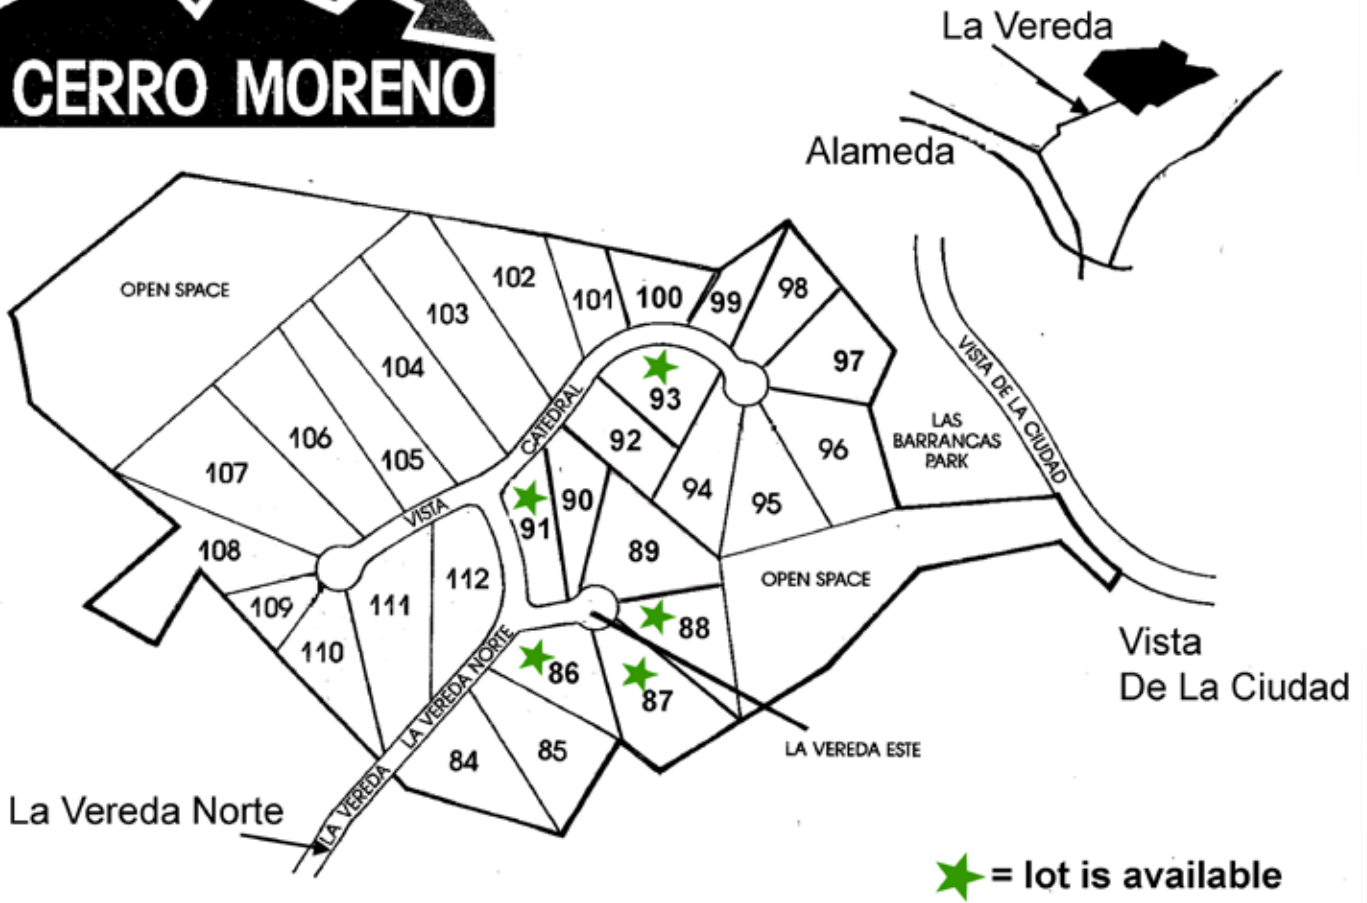 CERRO MORENO
La Vereda
Alameda
OPEN SPACE
102
101
100
99
98
103
97
104
93
VISTA DE LA CIUDAD
CATEDRAL
106
92
LAS
BARRANCAS
PARK
96
107
105
94
95
90
VISTA
91
108
89
112
OPEN SPACE
111
109
88
110
86
87
Vista
De La Ciudad
LA VEREDA NORTE
LA VEREDA ESTE
84
85
LA VEREDA
La Vereda Norte
= lot is available